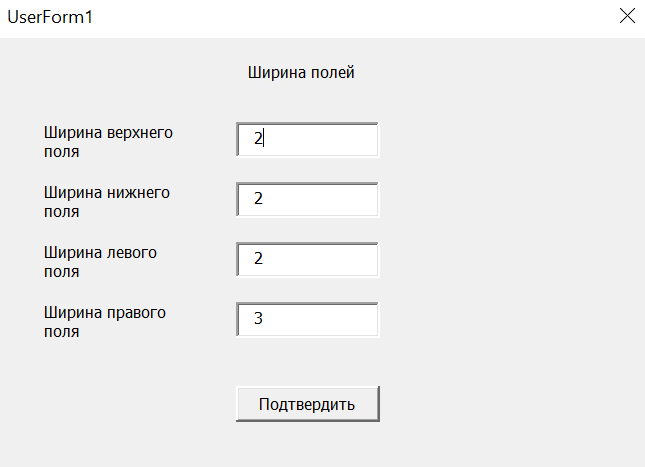 UserForm1
Ширина полей
Ширина верхнего
поля
2
Ширина нижнего
поля
2
Ширина левого
поля
2
Ширина правого
поля
3
Подтвердить